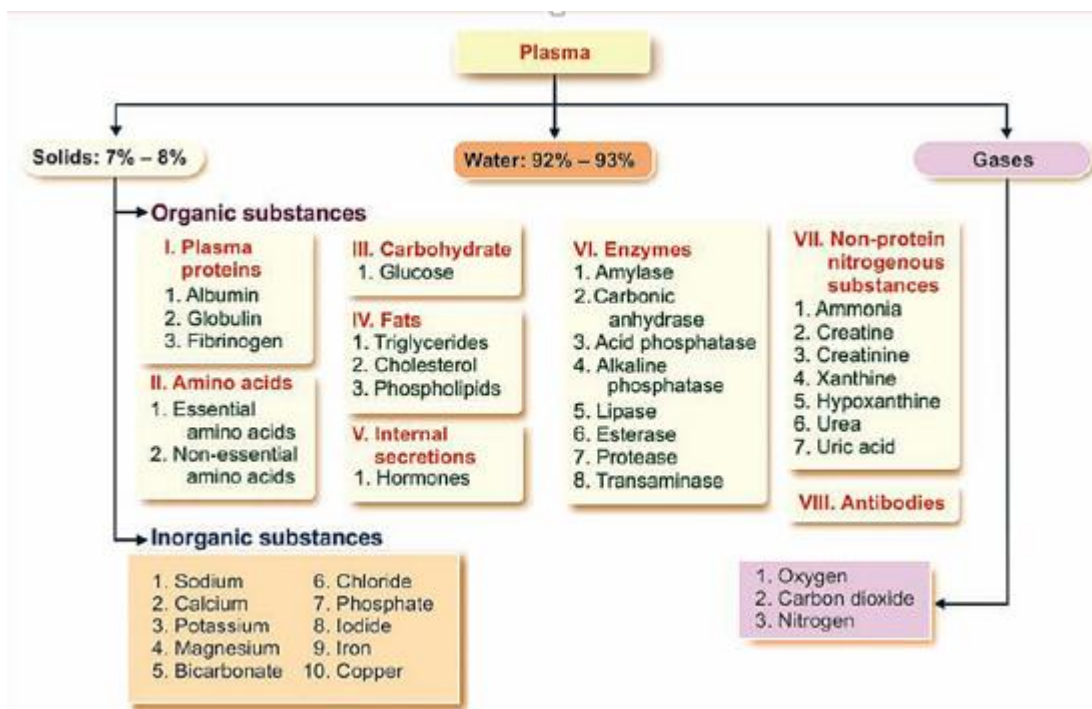 Plasma
Solids: 7% – 8%
Water: 92% – 93%
Gases
Organic substances
I. Plasma
proteins
1. Albumin
2. Globulin
3. Fibrinogen
II. Amino acids
1. Essential
amino acids
2. Non-essential
amino acids
III. Carbohydrate
1. Glucose
IV. Fats
1. Triglycerides
2. Cholesterol
3. Phospholipids
V. Internal
secretions
1. Hormones
VI. Enzymes
1. Amylase
2. Carbonic
anhydrase
3. Acid phosphatase
4. Alkaline
phosphatase
5. Lipase
6. Esterase
7. Protease
8. Transaminase
VII. Non-protein
nitrogenous
substances
1. Ammonia
2. Creatine
3. Creatinine
4. Xanthine
5. Hypoxanthine
6. Urea
7. Uric acid
VIII. Antibodies
Inorganic substances
1. Sodium
2. Calcium
3. Potassium
4. Magnesium
5. Bicarbonate
6. Chloride
7. Phosphate
8. Iodide
9. Iron
10. Copper
1. Oxygen
2. Carbon dioxide
3. Nitrogen